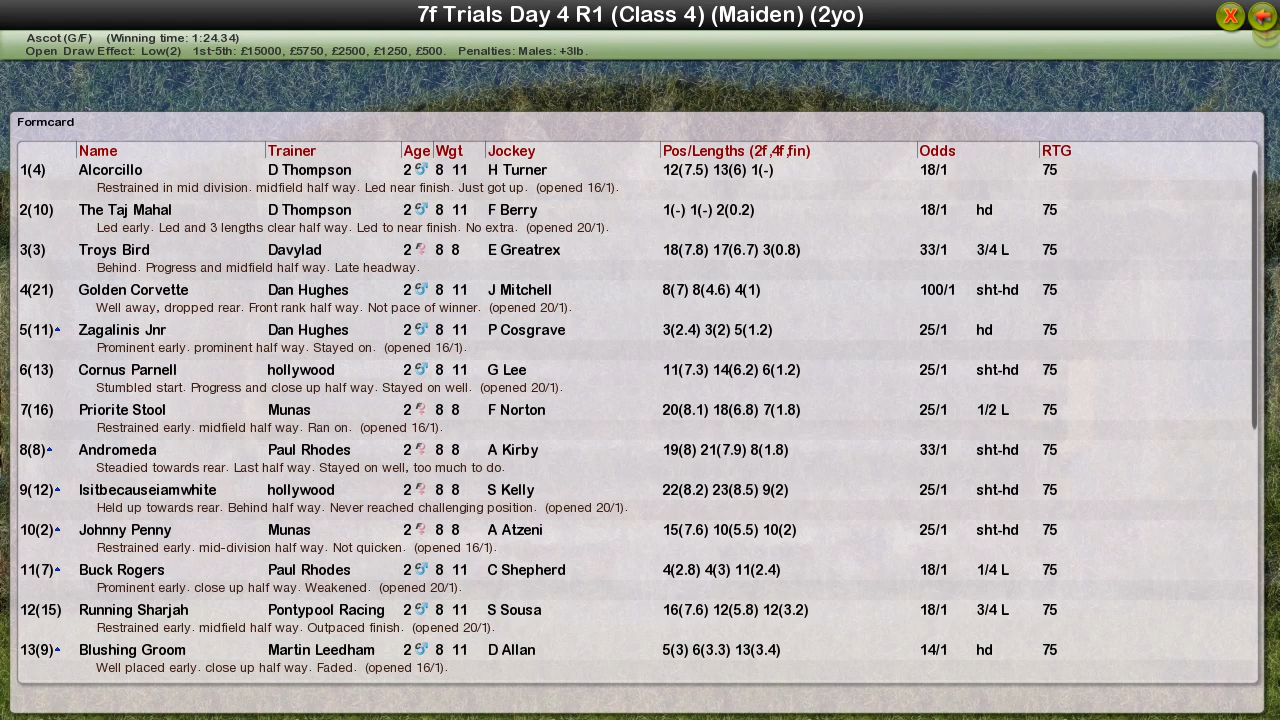 7f Trials Day 4 R1 (Class 4) (Maiden) (2yo)
Ascot (G/F) (Winning time: 1:24.34)
Open Draw Effect: Low(2) 1st-5th: £15000, £5750, £2500, £1250, £500. Penalties: Males: +3lb.
Formcard
Name Trainer Age Wgt Jockey Pos/Lengths (2f,4f,fin) Odds RTG
1(4) Alcorcillo D Thompson 2 ♂ 8 11 H Turner 12(7.5) 13(6) 1(-) 18/1 75
Restrained in mid division. midfield half way. Led near finish. Just got up. (opened 16/1).
2(10) The Taj Mahal D Thompson 2 ♂ 8 11 F Berry 1(-) 1(-) 2(0.2) 18/1 hd 75
Led early. Led and 3 lengths clear half way. Led to near finish. No extra. (opened 20/1).
3(3) Troys Bird Davylad 2 ♀ 8 8 E Greatrex 18(7.8) 17(6.7) 3(0.8) 33/1 3/4 L 75
Behind. Progress and midfield half way. Late headway.
4(21) Golden Corvette Dan Hughes 2 ♂ 8 11 J Mitchell 8(7) 8(4.6) 4(1) 100/1 sht-hd 75
Well away, dropped rear. Front rank half way. Not pace of winner. (opened 20/1).
5(11) Zagalinis Jnr Dan Hughes 2 ♂ 8 11 P Cosgrave 3(2.4) 3(2) 5(1.2) 25/1 hd 75
Prominent early. prominent half way. Stayed on. (opened 16/1).
6(13) Cornus Parnell hollywood 2 ♂ 8 11 G Lee 11(7.3) 14(6.2) 6(1.2) 25/1 sht-hd 75
Stumbled start. Progress and close up half way. Stayed on well. (opened 20/1).
7(16) Priorite Stool Munas 2 ♀ 8 8 F Norton 20(8.1) 18(6.8) 7(1.8) 25/1 1/2 L 75
Restrained early. midfield half way. Ran on. (opened 16/1).
8(8) Andromeda Paul Rhodes 2 ♀ 8 8 A Kirby 19(8) 21(7.9) 8(1.8) 33/1 sht-hd 75
Steadied towards rear. Last half way. Stayed on well, too much to do.
9(12) Isitbecauseiamwhite hollywood 2 ♀ 8 8 S Kelly 22(8.2) 23(8.5) 9(2) 25/1 sht-hd 75
Held up towards rear. Behind half way. Never reached challenging position. (opened 20/1).
10(2) Johnny Penny Munas 2 ♀ 8 8 A Atzeni 15(7.6) 10(5.5) 10(2) 25/1 sht-hd 75
Restrained early. mid-division half way. Not quicken. (opened 16/1).
11(7) Buck Rogers Paul Rhodes 2 ♂ 8 11 C Shepherd 4(2.8) 4(3) 11(2.4) 18/1 1/4 L 75
Prominent early. close up half way. Weakened. (opened 20/1).
12(15) Running Sharjah Pontypool Racing 2 ♂ 8 11 S Sousa 16(7.6) 12(5.8) 12(3.2) 18/1 3/4 L 75
Restrained early. midfield half way. Outpaced finish. (opened 20/1).
13(9) Blushing Groom Martin Leedham 2 ♂ 8 11 D Allan 5(3) 6(3.3) 13(3.4) 14/1 hd 75
Well placed early. close up half way. Faded. (opened 16/1).